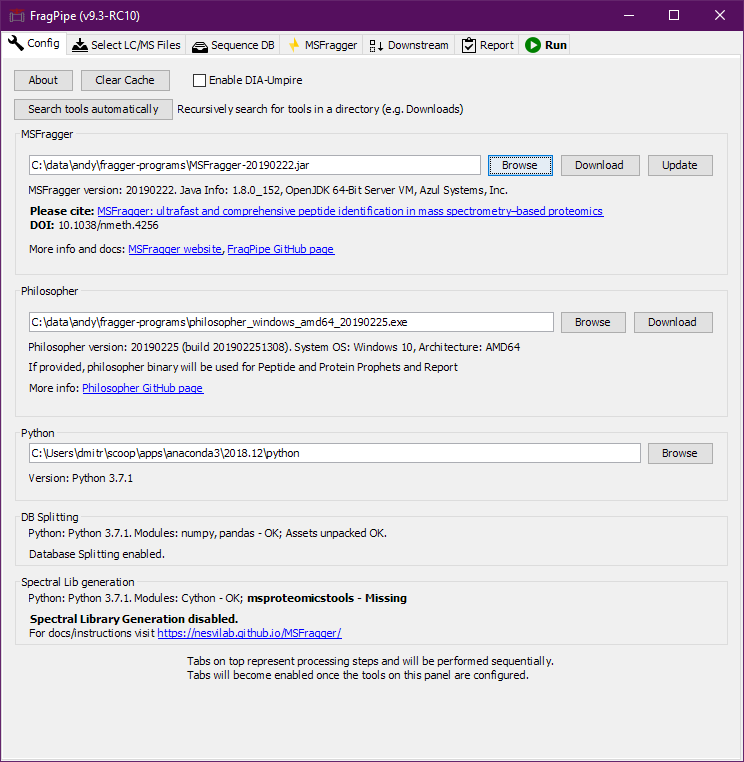 FragPipe (v9.3-RC10)
Config Select LC/MS Files Sequence DB MSFragger Downstream Report Run
About Clear Cache Enable DIA-Umpire
Search tools automatically Recursively search for tools in a directory (e.g. Downloads)
MSFragger
C:\data\andy\fragger-programs\MSFragger-20190222.jar Browse Download Update
MSFragger version: 20190222. Java Info: 1.8.0_152, OpenJDK 64-Bit Server VM, Azul Systems, Inc.
Please cite: MSFragger: ultrafast and comprehensive peptide identification in mass spectrometry–based proteomics
DOI: 10.1038/nmeth.4256
More info and docs: MSFragger website, FragPipe GitHub page
Philosopher
C:\data\andy\fragger-programs\philosopher_windows_amd64_20190225.exe Browse Download
Philosopher version: 20190225 (build 201902251308). System OS: Windows 10, Architecture: AMD64
If provided, philosopher binary will be used for Peptide and Protein Prophets and Report
More info: Philosopher GitHub page
Python
C:\Users\dmitr\scoop\apps\anaconda3\2018.12\python Browse
Version: Python 3.7.1
DB Splitting
Python: Python 3.7.1. Modules: numpy, pandas - OK; Assets unpacked OK.
Database Splitting enabled.
Spectral Lib generation
Python: Python 3.7.1. Modules: Cython - OK; msproteomicstools - Missing
Spectral Library Generation disabled.
For docs/instructions visit https://nesvilab.github.io/MSFragger/
Tabs on top represent processing steps and will be performed sequentially.
Tabs will become enabled once the tools on this panel are configured.